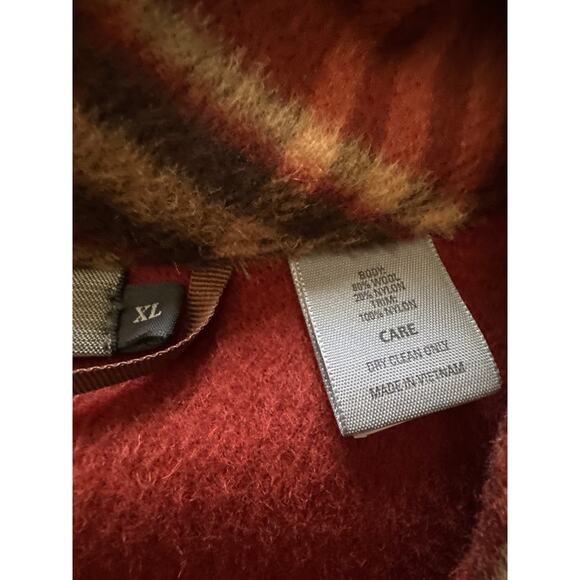 XL
BODY:
80% WOOL
20% NYLON
TRIM:
100% NYLON
CARE
DRY CLEAN ONLY
MADE IN VIETNAM